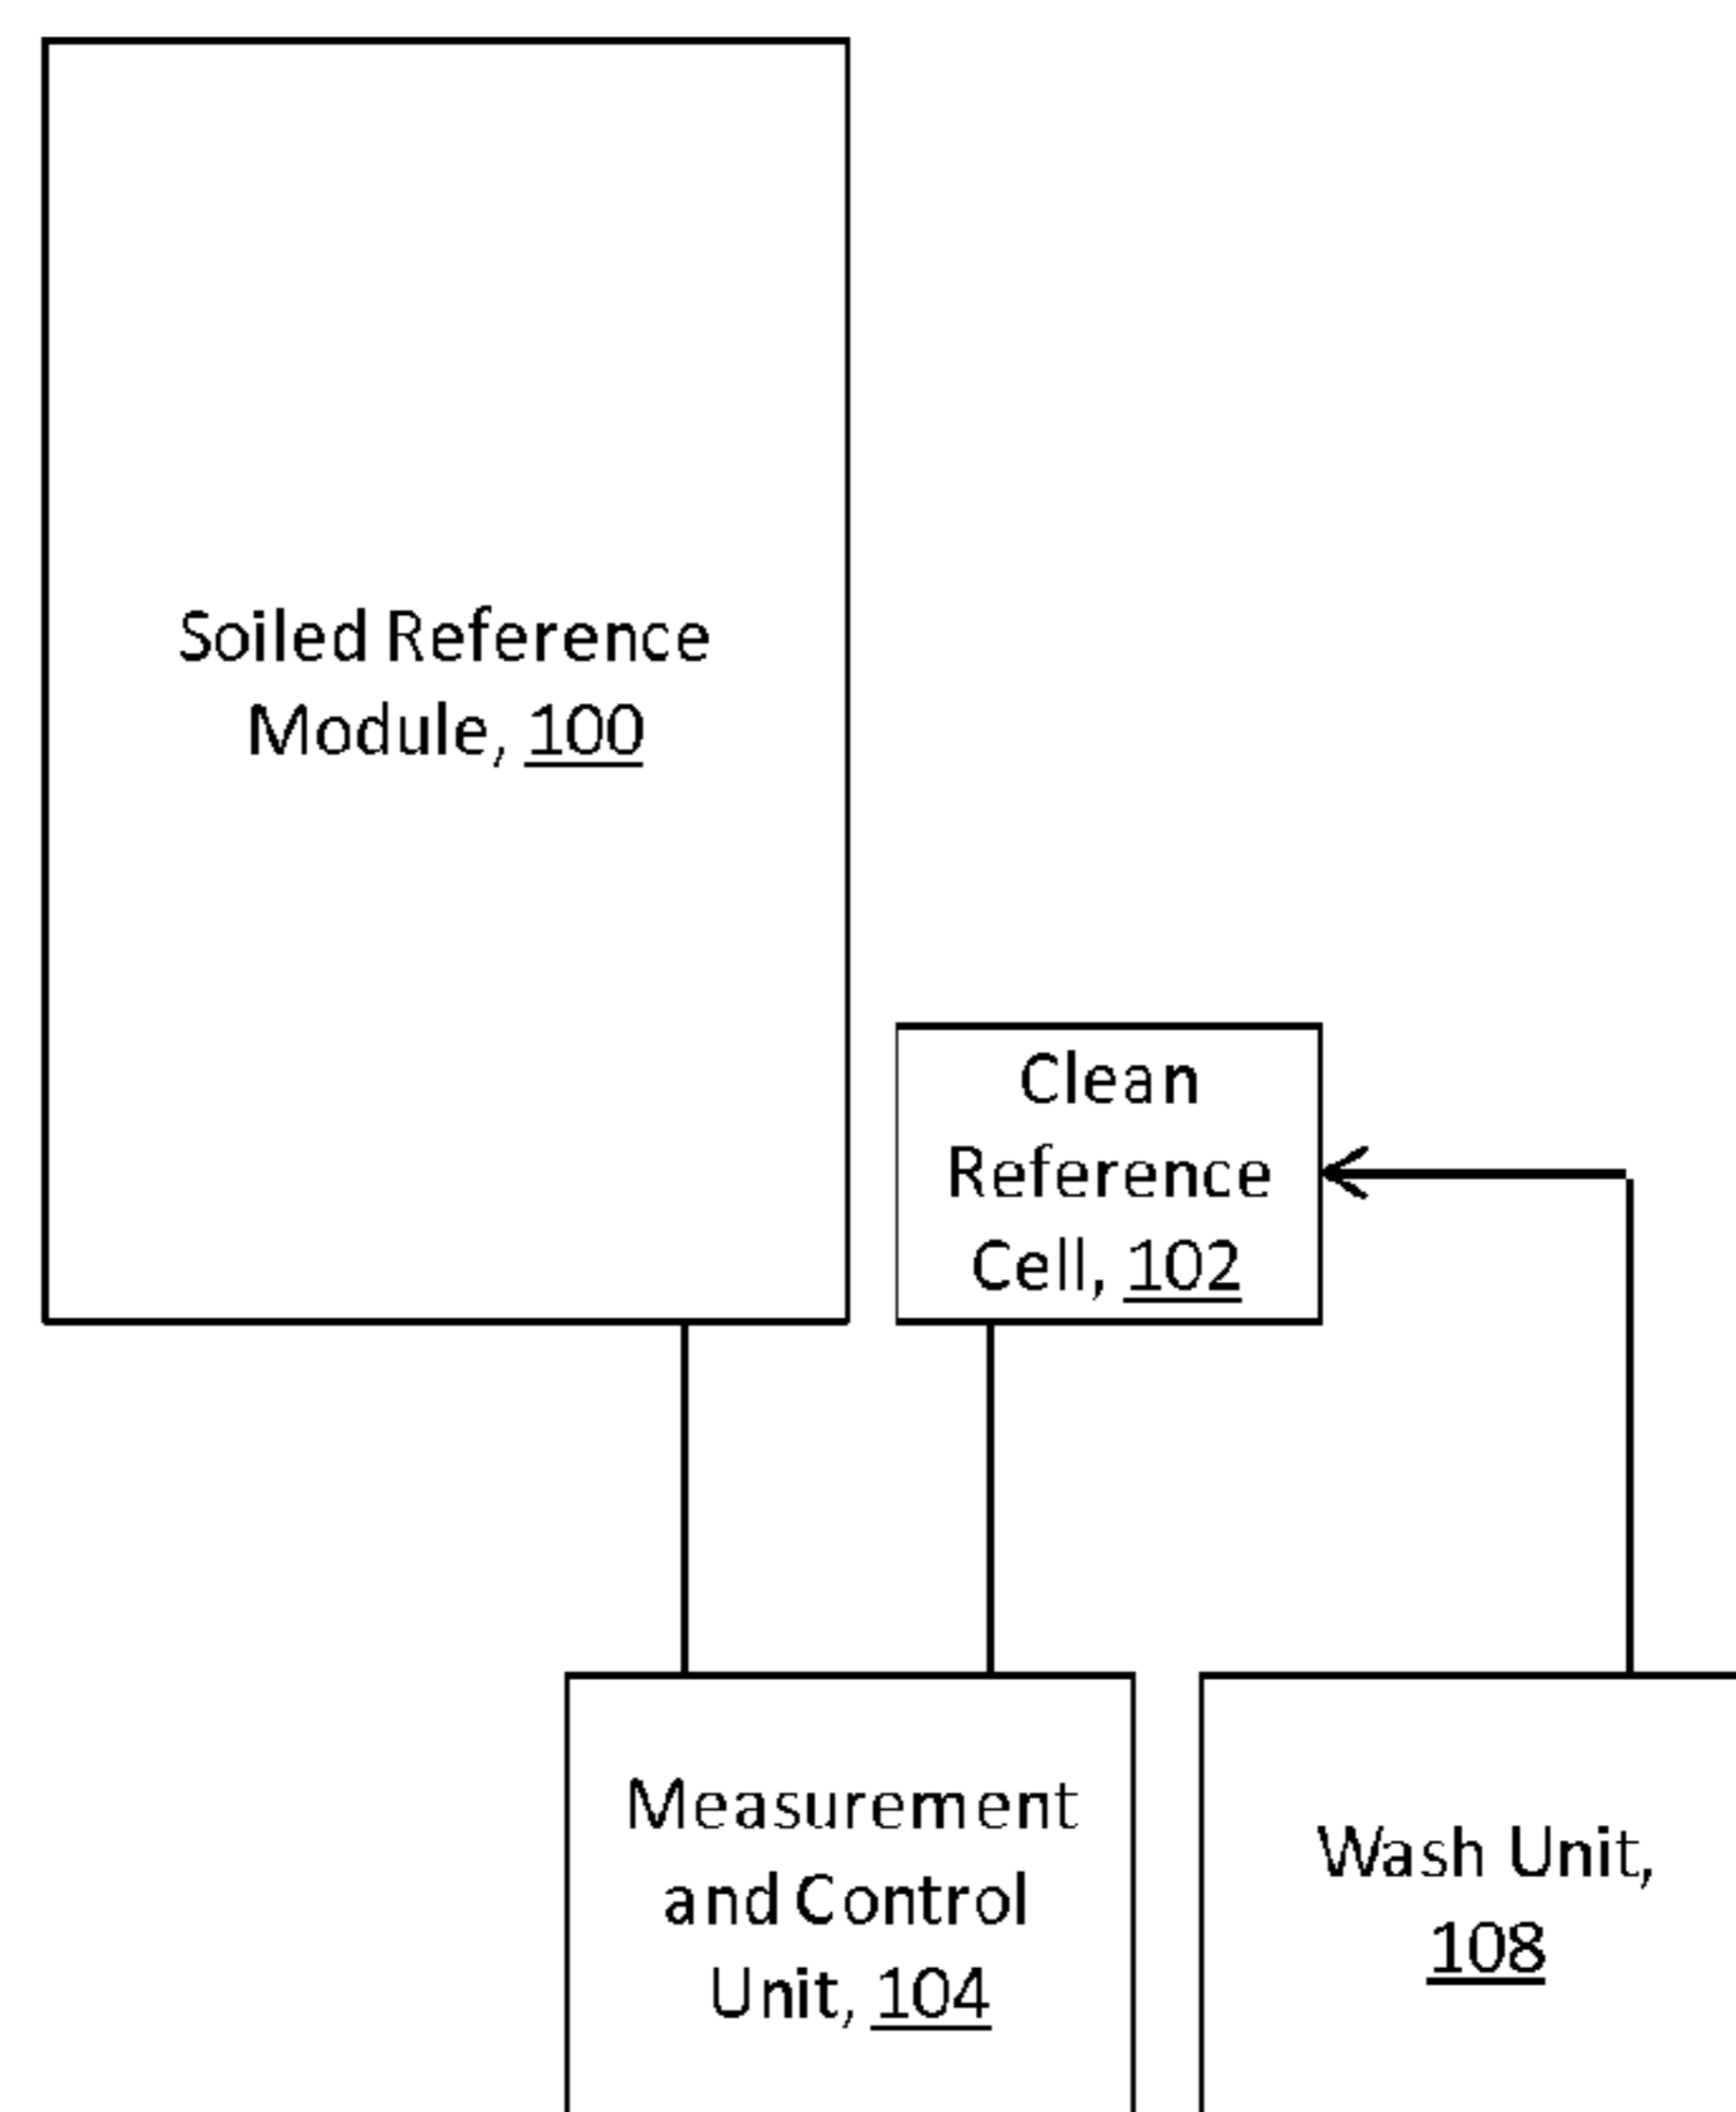 Soiled Reference
Module, 100
Clean
Reference
Cell, 102
Measurement
and Control
Unit, 104
Wash Unit,
108